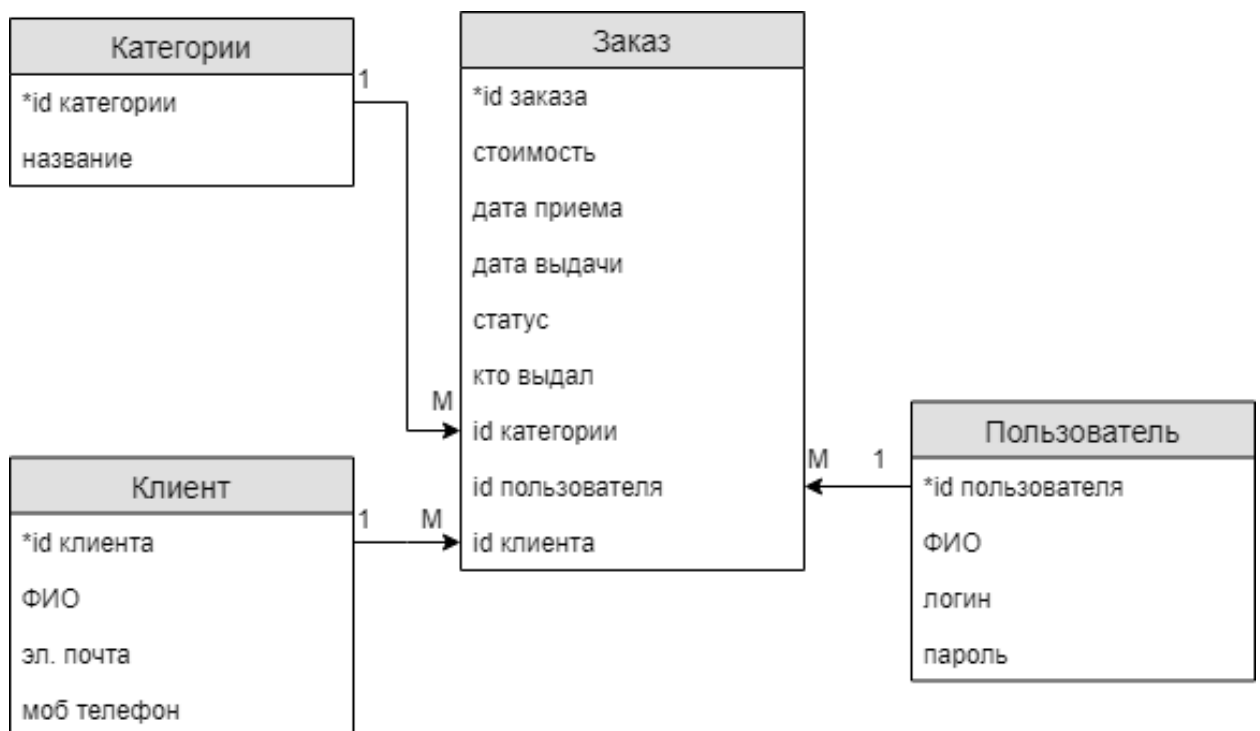 Категории
*id категории
название
1
Заказ
*id заказа
стоимость
дата приема
дата выдачи
статус
кто выдал
M
id категории
id пользователя
id клиента
Клиент
*id клиента
ФИО
эл. почта
моб телефон
1
M
M
1
Пользователь
*id пользователя
ФИО
логин
пароль